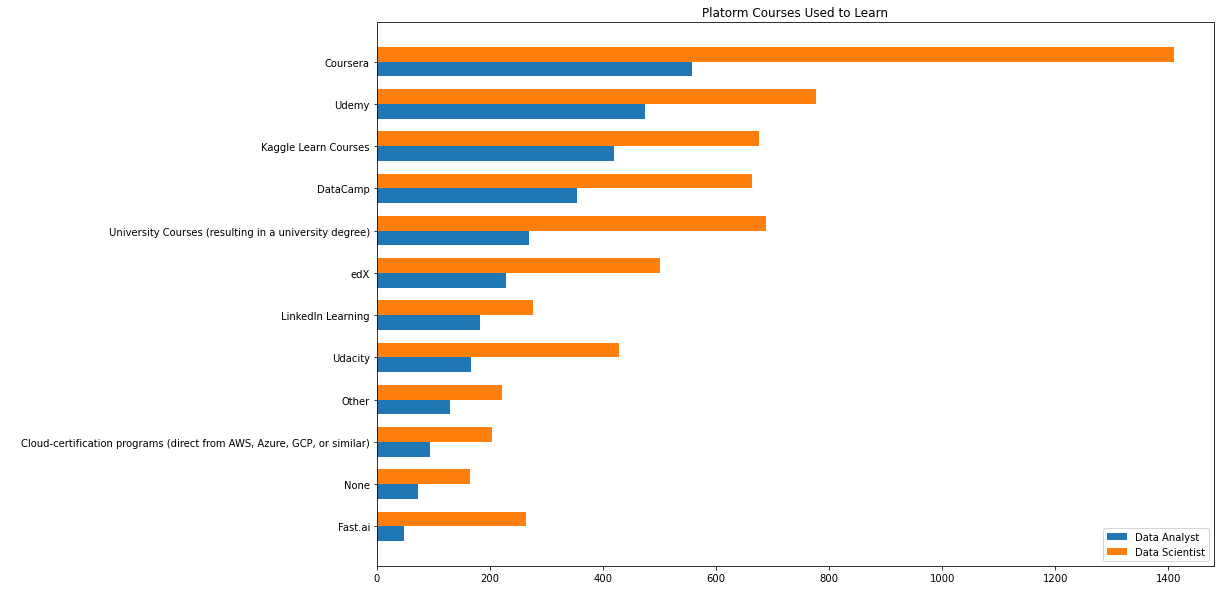 Platorm Courses Used to Learn
Coursera
Udemy
Kaggle Learn Courses
DataCamp
University Courses (resulting in a university degree)
edX
LinkedIn Learning
Udacity
Other
Cloud-certification programs (direct from AWS, Azure, GCP, or similar)
None
Fast.ai
Data Analyst
Data Scientist
0 200 400 600 800 1000 1200 1400